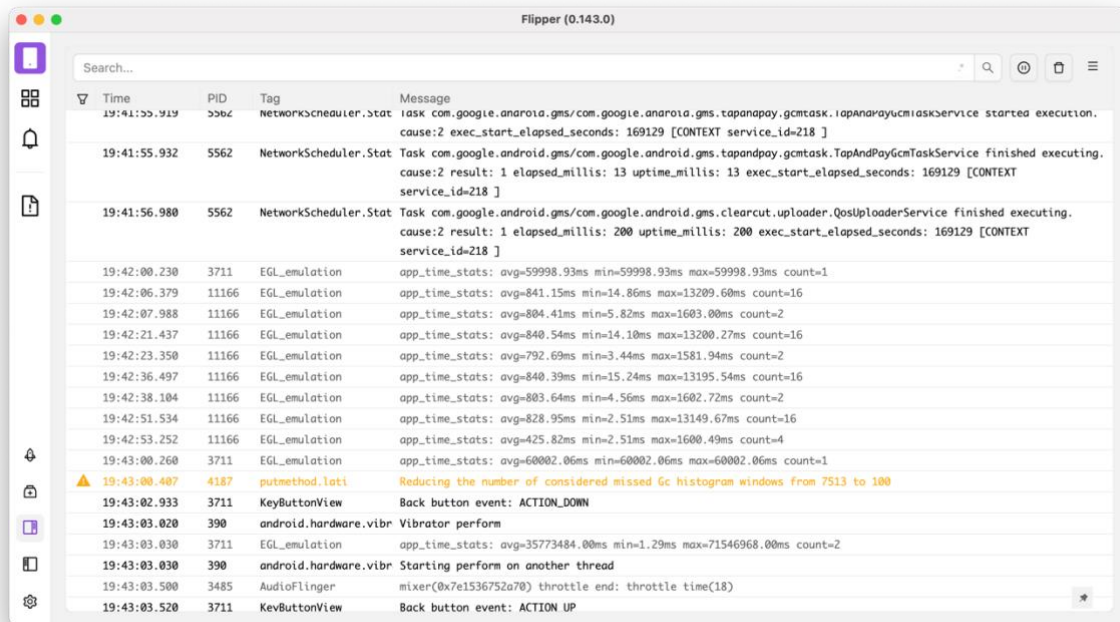 Flipper (0.143.0)
Search...
Time PID Tag Message
19:41:55.919 5562 NetworkScheduler.Stat Task com.google.android.gms/com.google.android.gms.tapandpay.gcmtask.TapAndPayGcmTaskService started execution.
cause:2 exec_start_elapsed_seconds: 169129 [CONTEXT service_id=218 ]
19:41:55.932 5562 NetworkScheduler.Stat Task com.google.android.gms/com.google.android.gms.tapandpay.gcmtask.TapAndPayGcmTaskService finished executing.
cause:2 result: 1 elapsed_millis: 13 uptime_millis: 13 exec_start_elapsed_seconds: 169129 [CONTEXT
service_id=218 ]
19:41:56.980 5562 NetworkScheduler.Stat Task com.google.android.gms/com.google.android.gms.clearcut.uploader.QosUploaderService finished executing.
cause:2 result: 1 elapsed_millis: 200 uptime_millis: 200 exec_start_elapsed_seconds: 169129 [CONTEXT
service_id=218 ]
19:42:00.230 3711 EGL_emulation app_time_stats: avg=59998.93ms min=59998.93ms max=59998.93ms count=1
19:42:06.379 11166 EGL_emulation app_time_stats: avg=841.15ms min=14.86ms max=13209.60ms count=16
19:42:07.988 11166 EGL_emulation app_time_stats: avg=804.41ms min=5.82ms max=1603.00ms count=2
19:42:21.437 11166 EGL_emulation app_time_stats: avg=840.54ms min=14.10ms max=13200.27ms count=16
19:42:23.350 11166 EGL_emulation app_time_stats: avg=792.69ms min=3.44ms max=1581.94ms count=2
19:42:36.497 11166 EGL_emulation app_time_stats: avg=840.39ms min=15.24ms max=13195.54ms count=16
19:42:38.104 11166 EGL_emulation app_time_stats: avg=803.64ms min=4.56ms max=1602.72ms count=2
19:42:51.534 11166 EGL_emulation app_time_stats: avg=828.95ms min=2.51ms max=13149.67ms count=16
19:42:53.252 11166 EGL_emulation app_time_stats: avg=425.82ms min=2.51ms max=1600.49ms count=4
19:43:00.260 3711 EGL_emulation app_time_stats: avg=60002.06ms min=60002.06ms max=60002.06ms count=1
19:43:00.407 4187 putmethod.lati Reducing the number of considered missed Gc histogram windows from 7513 to 100
19:43:02.933 3711 KeyButtonView Back button event: ACTION_DOWN
19:43:03.020 390 android.hardware.vibr Vibrator perform
19:43:03.030 3711 EGL_emulation app_time_stats: avg=35773484.00ms min=1.29ms max=71546968.00ms count=2
19:43:03.030 390 android.hardware.vibr Starting perform on another thread
19:43:03.500 3485 AudioFlinger mixer(0x7e1536752a70) throttle end: throttle time(18)
19:43:03.520 3711 KeyButtonView Back button event: ACTION_UP